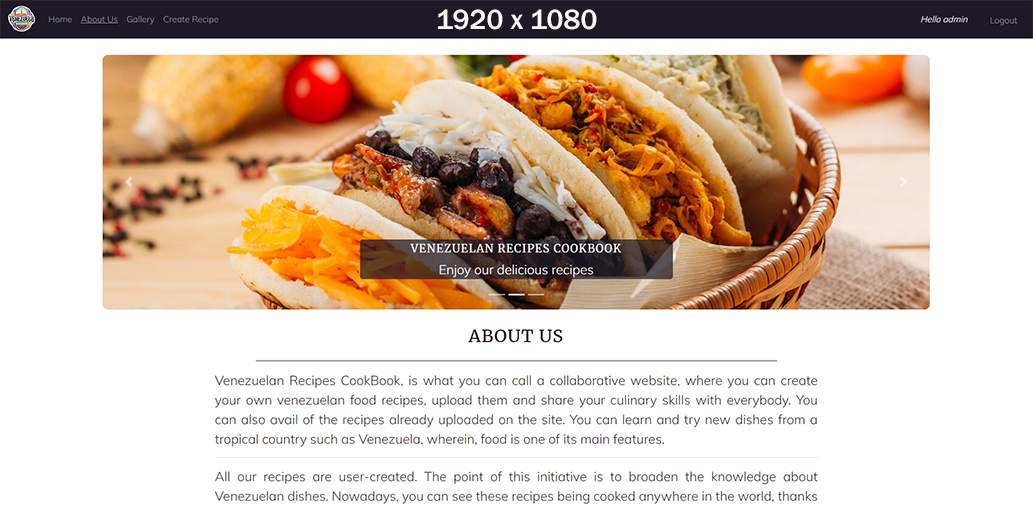 VENEZUELAN
Home About Us Gallery Create Recipe
1920 x 1080
Hello admin Logout
VENEZUELAN RECIPES COOKBOOK
Enjoy our delicious recipes
ABOUT US
Venezuelan Recipes CookBook, is what you can call a collaborative website, where you can create
your own venezuelan food recipes, upload them and share your culinary skills with everybody. You
can also avail of the recipes already uploaded on the site. You can learn and try new dishes from a
tropical country such as Venezuela, wherein, food is one of its main features.
All our recipes are user-created. The point of this initiative is to broaden the knowledge about
Venezuelan dishes. Nowadays, you can see these recipes being cooked anywhere in the world, thanks